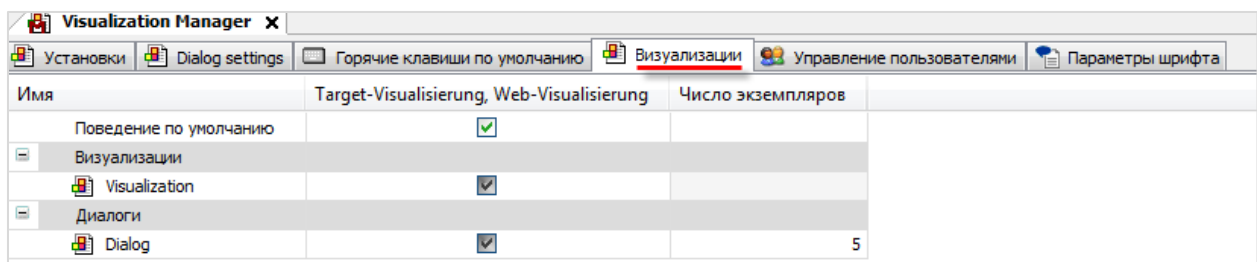 Visualization Manager X
Установки Dialog settings Горячие клавиши по умолчанию Визуализации Управление пользователями Параметры шрифта
Имя Target-Visualisierung, Web-Visualisierung Число экземпляров
Поведение по умолчанию
Визуализации
Visualization
Диалоги
Dialog 5